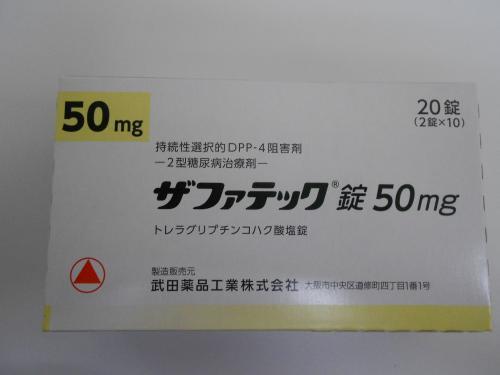 50 mg
20錠
(2錠×10)
持続性選択的DPP-4阻害剤
―2型糖尿病治療剤―
ザファテック®錠 50mg
トレラグリプチンコハク酸塩錠
製造販売元
武田薬品工業株式会社 大阪市中央区道修町四丁目1番1号